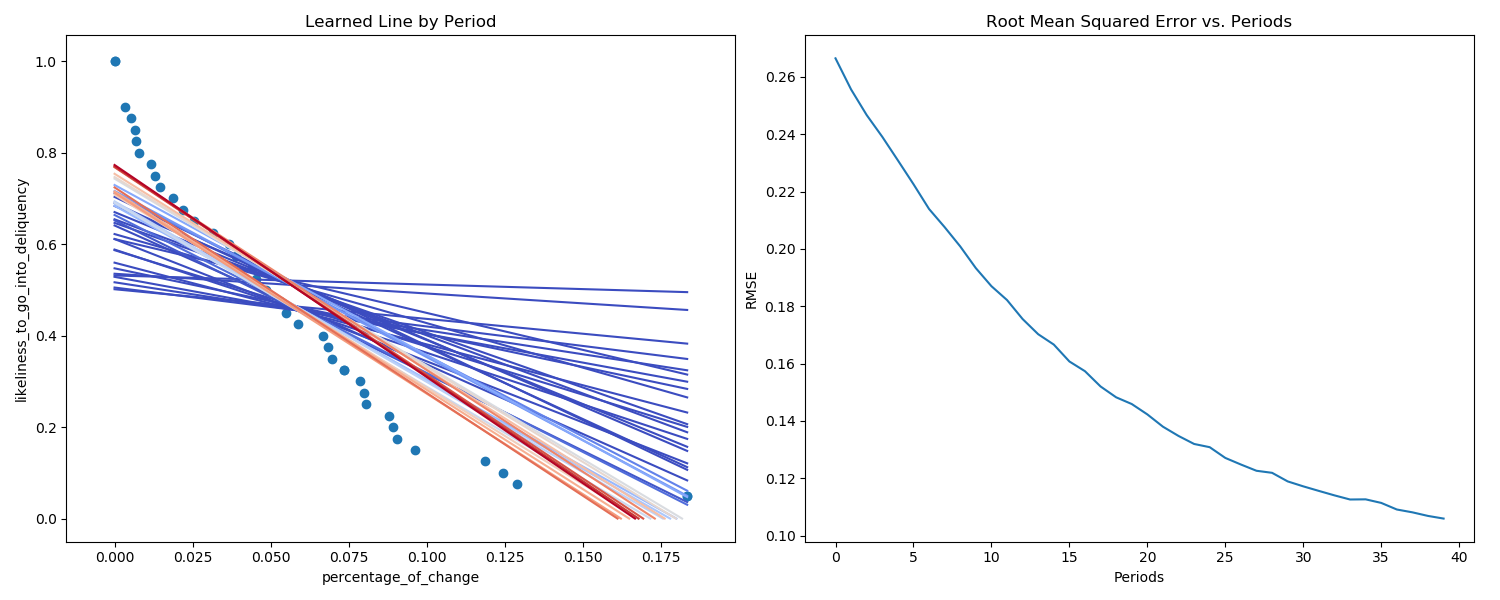 Learned Line by Period
1.0
0.8
0.6
0.4
0.2
0.0
likeliness_to_go_into_deliquency
0.000 0.025 0.050 0.075 0.100 0.125 0.150 0.175
percentage_of_change
Root Mean Squared Error vs. Periods
0.26
0.24
0.22
0.20
0.18
0.16
0.14
0.12
0.10
RMSE
0 5 10 15 20 25 30 35 40
Periods